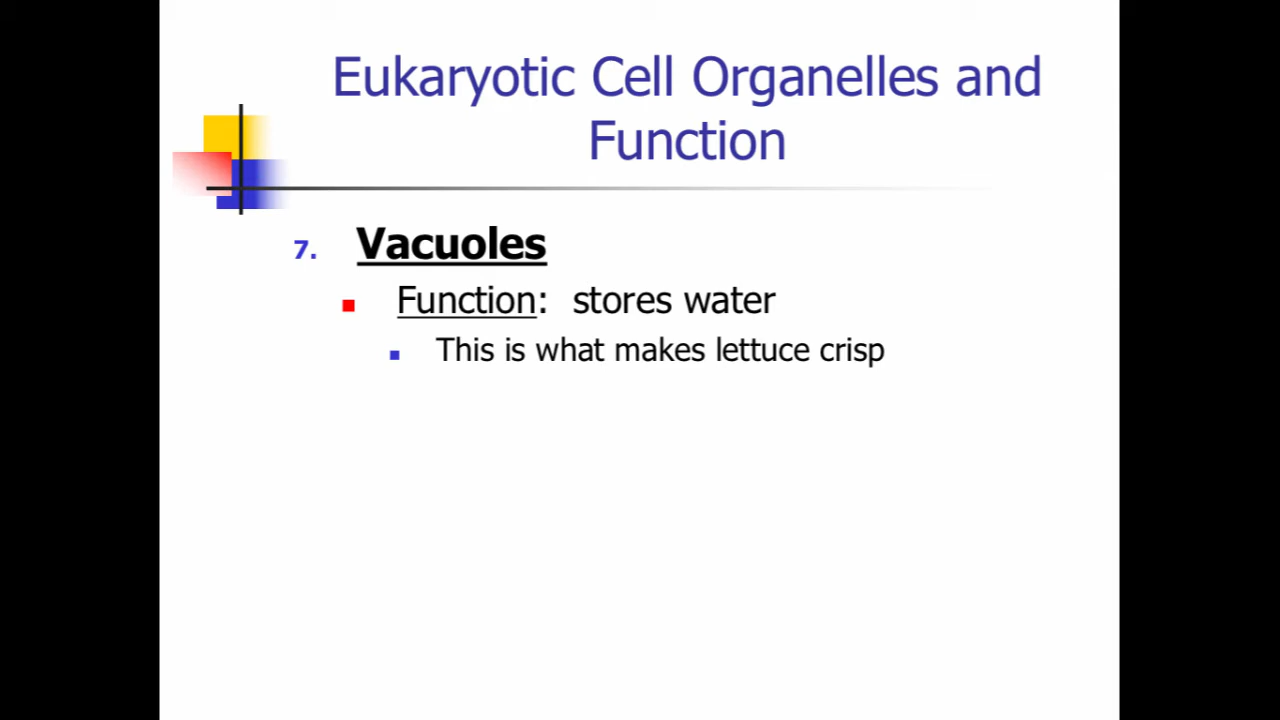 Eukaryotic Cell Organelles and
Function
7. Vacuoles
Function: stores water
This is what makes lettuce crisp